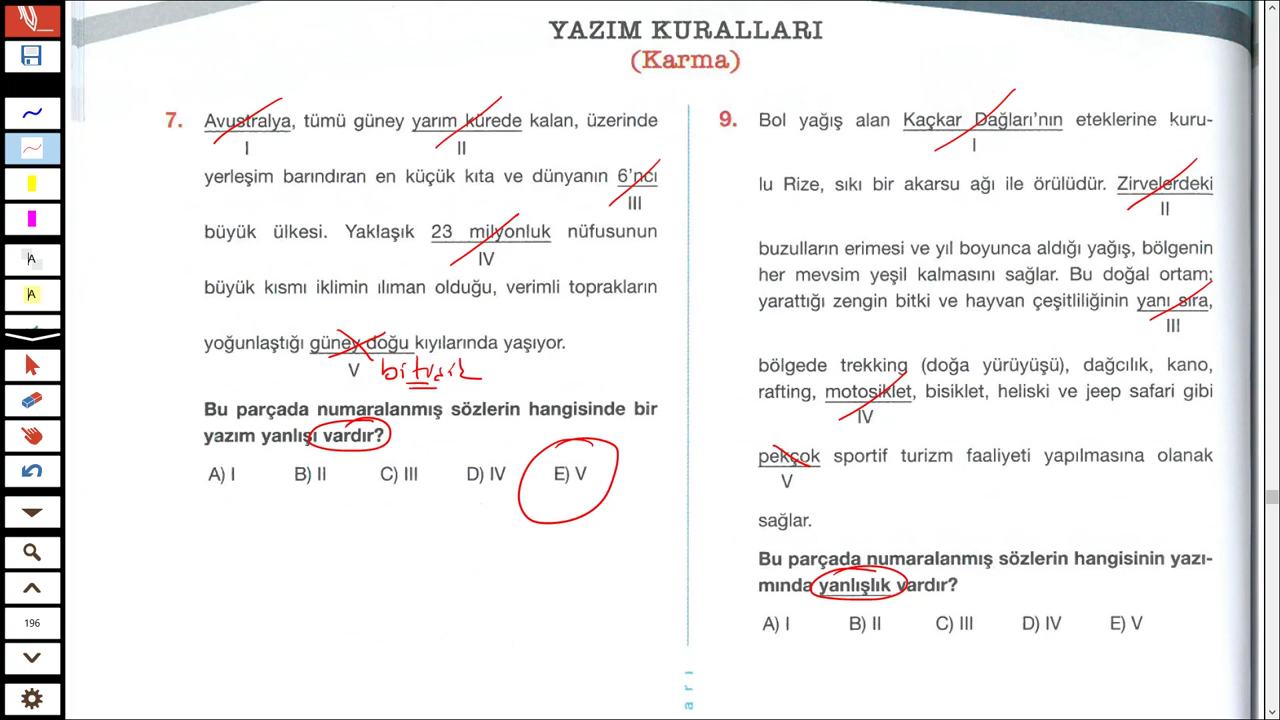 YAZIM KURALLARI
(Karma)
7. Avustralya, tümü güney yarım kürede kalan, üzerinde
I II
yerleşim barındıran en küçük kıta ve dünyanın 6'ncı
III
büyük ülkesi. Yaklaşık 23 milyonluk nüfusunun
IV
büyük kısmı iklimin ılıman olduğu, verimli toprakların
yoğunlaştığı güney doğu kıyılarında yaşıyor.
V bitişik
Bu parçada numaralanmış sözlerin hangisinde bir
yazım yanlışı vardır?
A) I B) II C) III D) IV E) V
9. Bol yağış alan Kaçkar Dağları'nın eteklerine kuru-
I
lu Rize, sıkı bir akarsu ağı ile örülüdür. Zirvelerdeki
II
buzulların erimesi ve yıl boyunca aldığı yağış, bölgenin
her mevsim yeşil kalmasını sağlar. Bu doğal ortam;
yarattığı zengin bitki ve hayvan çeşitliliğinin yanı sıra,
III
bölgede trekking (doğa yürüyüşü), dağcılık, kano,
rafting, motosiklet, bisiklet, heliski ve jeep safari gibi
IV
pekçok sportif turizm faaliyeti yapılmasına olanak
V
sağlar.
Bu parçada numaralanmış sözlerin hangisinin yazı-
mında yanlışlık vardır?
A) I B) II C) III D) IV E) V
arı
A
A
196